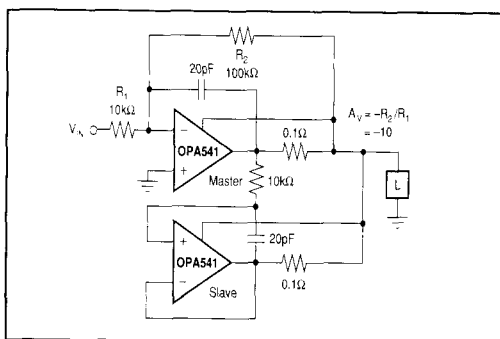 R2
100kΩ
20pF
R1
10kΩ
VIN
−
OPA541
+
Master
0.1Ω
AV = −R2/R1
= −10
10kΩ
L
+
OPA541
−
Slave
20pF
0.1Ω